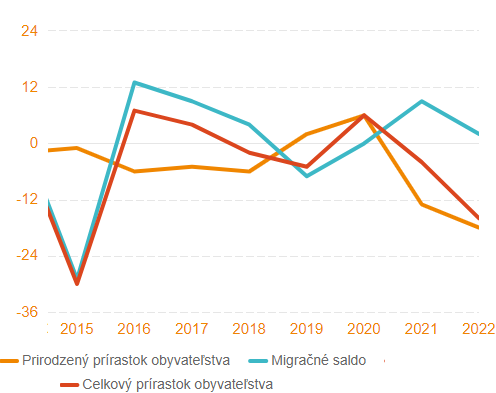 24
12
0
-12
-24
-36
2015 2016 2017 2018 2019 2020 2021 2022
Prirodzený prírastok obyvateľstva Migračné saldo
Celkový prírastok obyvateľstva